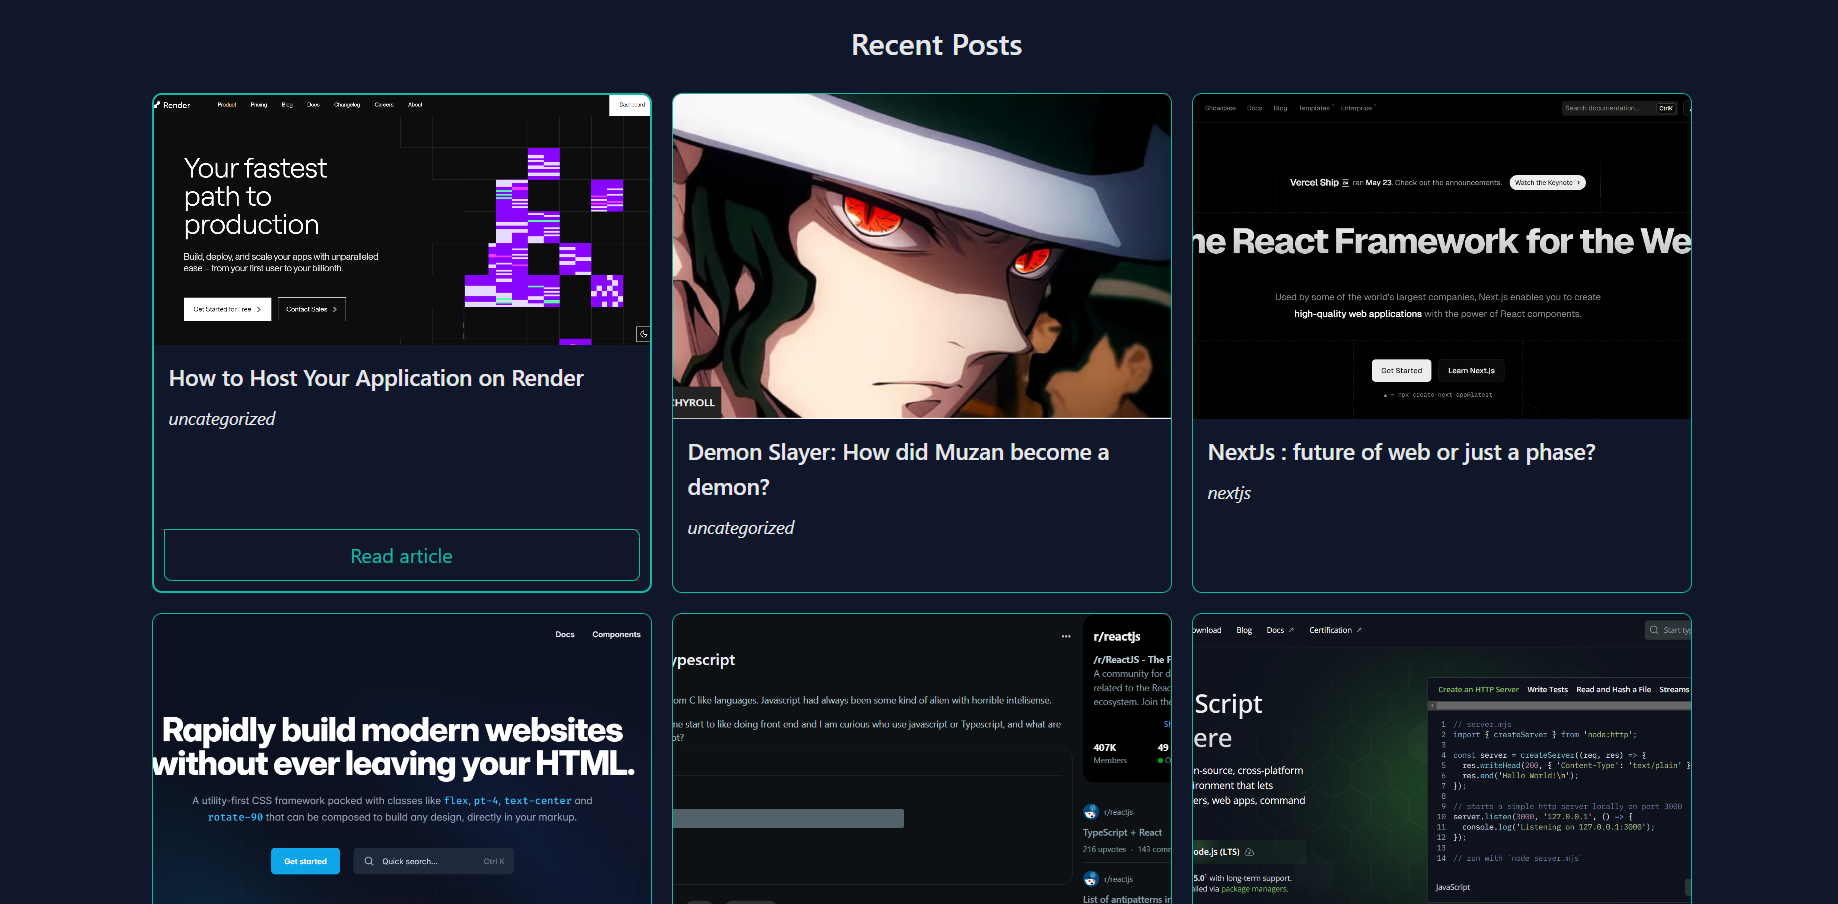 Recent Posts
Render
Product Pricing Blog Docs Changelog Careers About
Dashboard
Your fastest
path to
production
Build, deploy, and scale your apps with unparalleled
ease – from your first user to your billionth.
Get Started for Free >
Contact Sales >
How to Host Your Application on Render
uncategorized
Read article
CHYROLL
Demon Slayer: How did Muzan become a
demon?
uncategorized
Showcase Docs Blog Templates Enterprise
Search documentation... CtrlK
Vercel Ship ran May 23. Check out the announcements.
Watch the Keynote >
he React Framework for the We
Used by some of the world's largest companies, Next.js enables you to create
high-quality web applications with the power of React components.
Get Started
Learn Next.js
▲ ~ npx create-next-app@latest
NextJs : future of web or just a phase?
nextjs
Docs Components
Rapidly build modern websites
without ever leaving your HTML.
A utility-first CSS framework packed with classes like flex, pt-4, text-center and
rotate-90 that can be composed to build any design, directly in your markup.
Get started
Quick search... Ctrl K
ypescript
om C like languages. Javascript had always been some kind of alien with horrible intelisense.
me start to like doing front end and I am curious who use javascript or Typescript, and what are
pt?
r/reactjs
/r/ReactJS - The F
A community for d
related to the Reac
ecosystem. Join the
407K 49
Members
r/reactjs
TypeScript + React
216 upvotes · 143 comm
r/reactjs
List of antipatterns in
ownload Blog Docs ↗ Certification ↗
Start typ
Script
ere
n-source, cross-platform
ironment that lets
ers, web apps, command
ode.js (LTS)
5.0¹ with long-term support.
lled via package managers.
Create an HTTP Server Write Tests Read and Hash a File Streams
1 // server.mjs
2 import { createServer } from 'node:http';
3
4 const server = createServer((req, res) => {
5 res.writeHead(200, { 'Content-Type': 'text/plain' }
6 res.end('Hello World!\n');
7 });
8
9 // starts a simple http server locally on port 3000
10 server.listen(3000, '127.0.0.1', () => {
11 console.log('Listening on 127.0.0.1:3000');
12 });
13
14 // run with `node server.mjs`
JavaScript